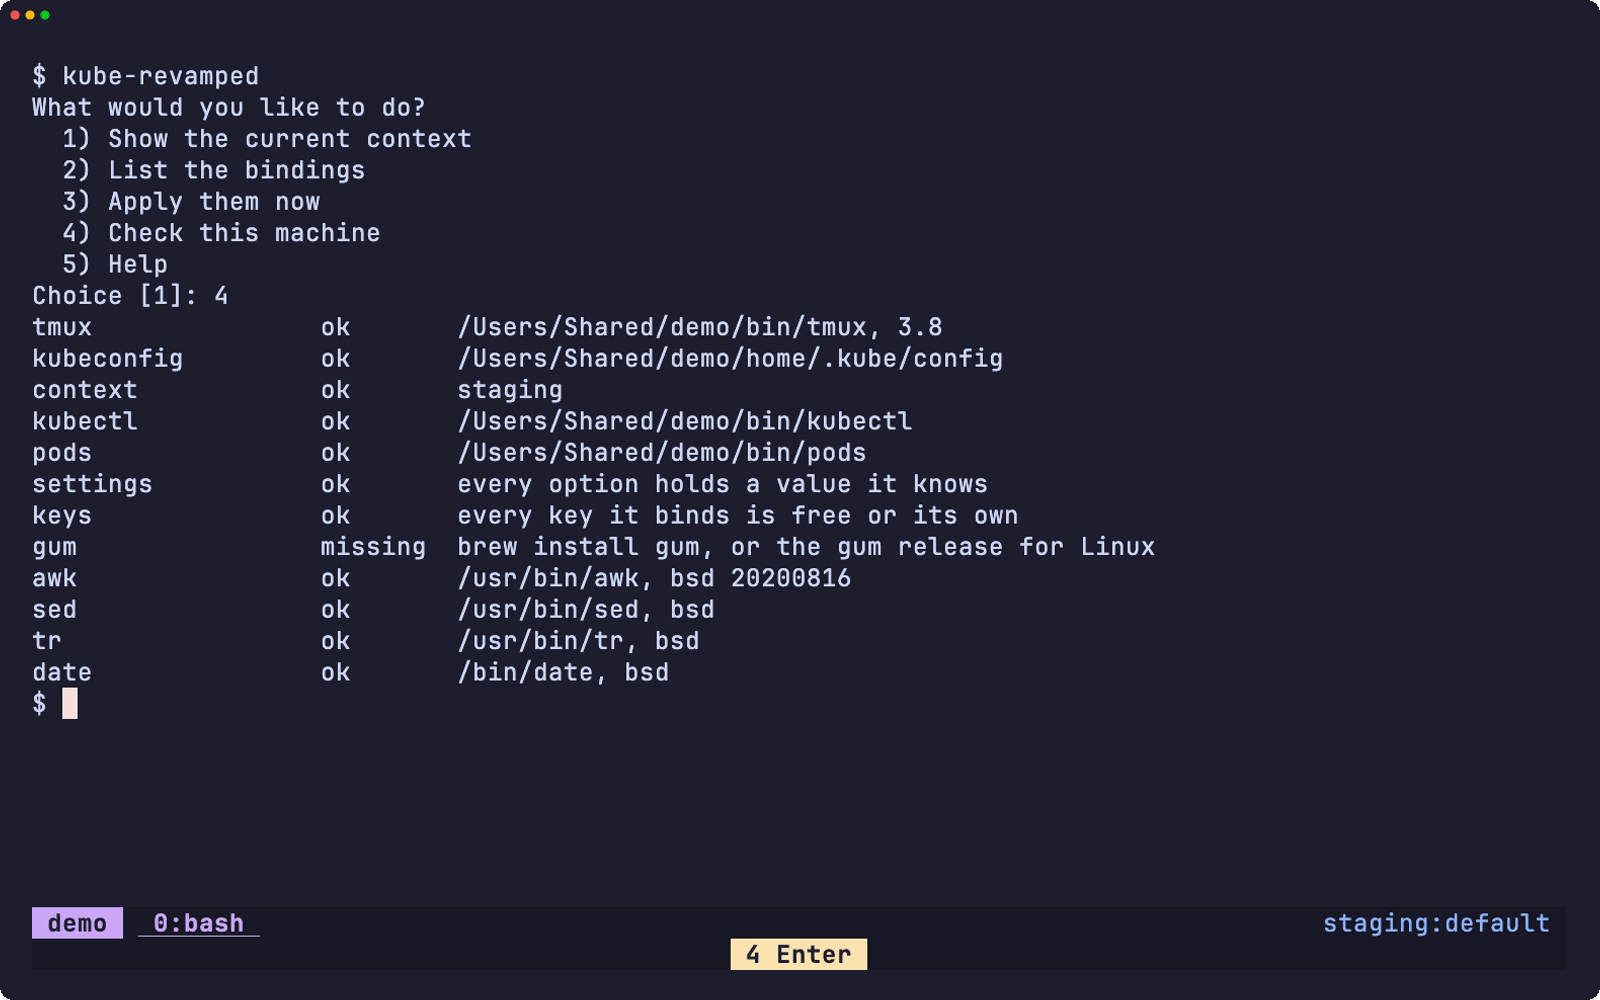 $ kube-revamped
What would you like to do?
  1) Show the current context
  2) List the bindings
  3) Apply them now
  4) Check this machine
  5) Help
Choice [1]: 4
tmux               ok       /Users/Shared/demo/bin/tmux, 3.8
kubeconfig         ok       /Users/Shared/demo/home/.kube/config
context            ok       staging
kubectl            ok       /Users/Shared/demo/bin/kubectl
pods               ok       /Users/Shared/demo/bin/pods
settings           ok       every option holds a value it knows
keys               ok       every key it binds is free or its own
gum                missing  brew install gum, or the gum release for Linux
awk                ok       /usr/bin/awk, bsd 20200816
sed                ok       /usr/bin/sed, bsd
tr                 ok       /usr/bin/tr, bsd
date               ok       /bin/date, bsd
$
demo  0:bash  staging:default
4 Enter